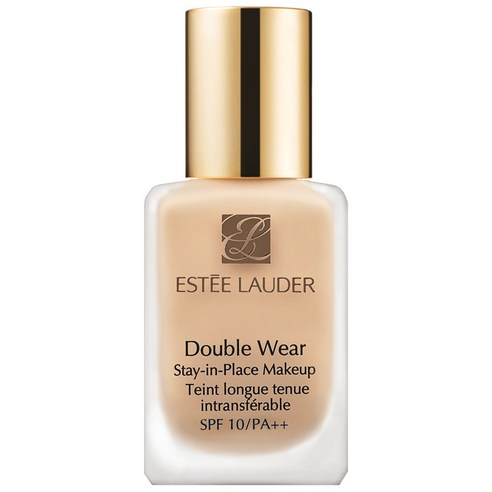 ESTĒE LAUDER
Double Wear
Stay-in-Place Makeup
Teint longue tenue
intransférable
SPF 10/PA++